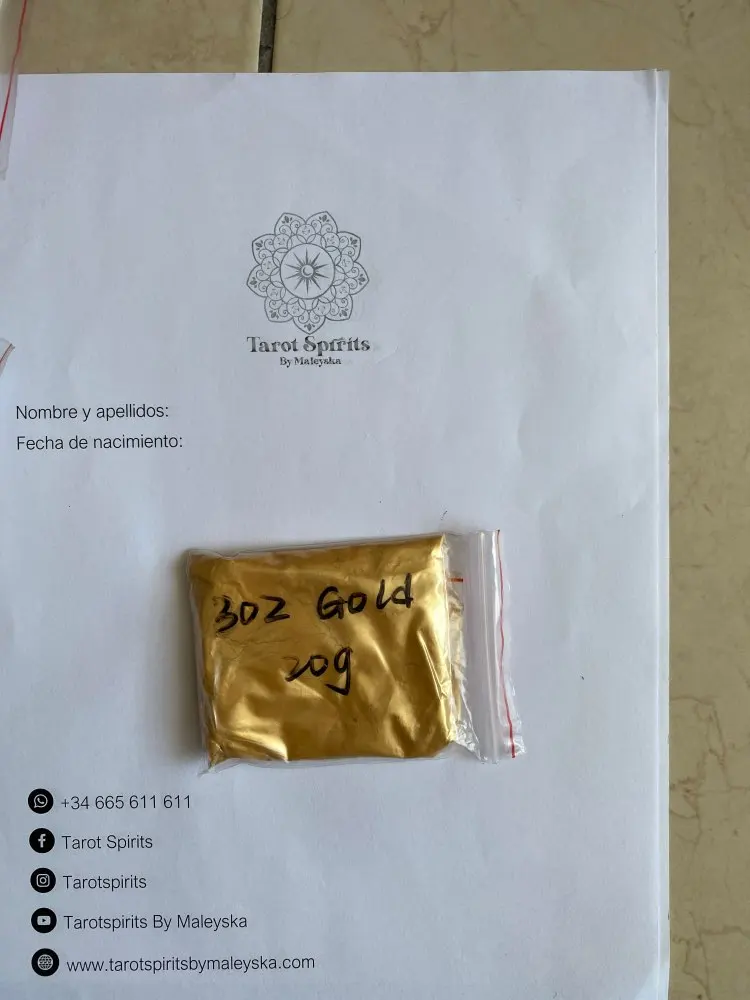 Tarot Spirits
By Maleyska
Nombre y apellidos:
Fecha de nacimiento:
302 Gold
20g
+34 665 611 611
Tarot Spirits
Tarotspirits
Tarotspirits By Maleyska
www.tarotspiritsbymaleyska.com